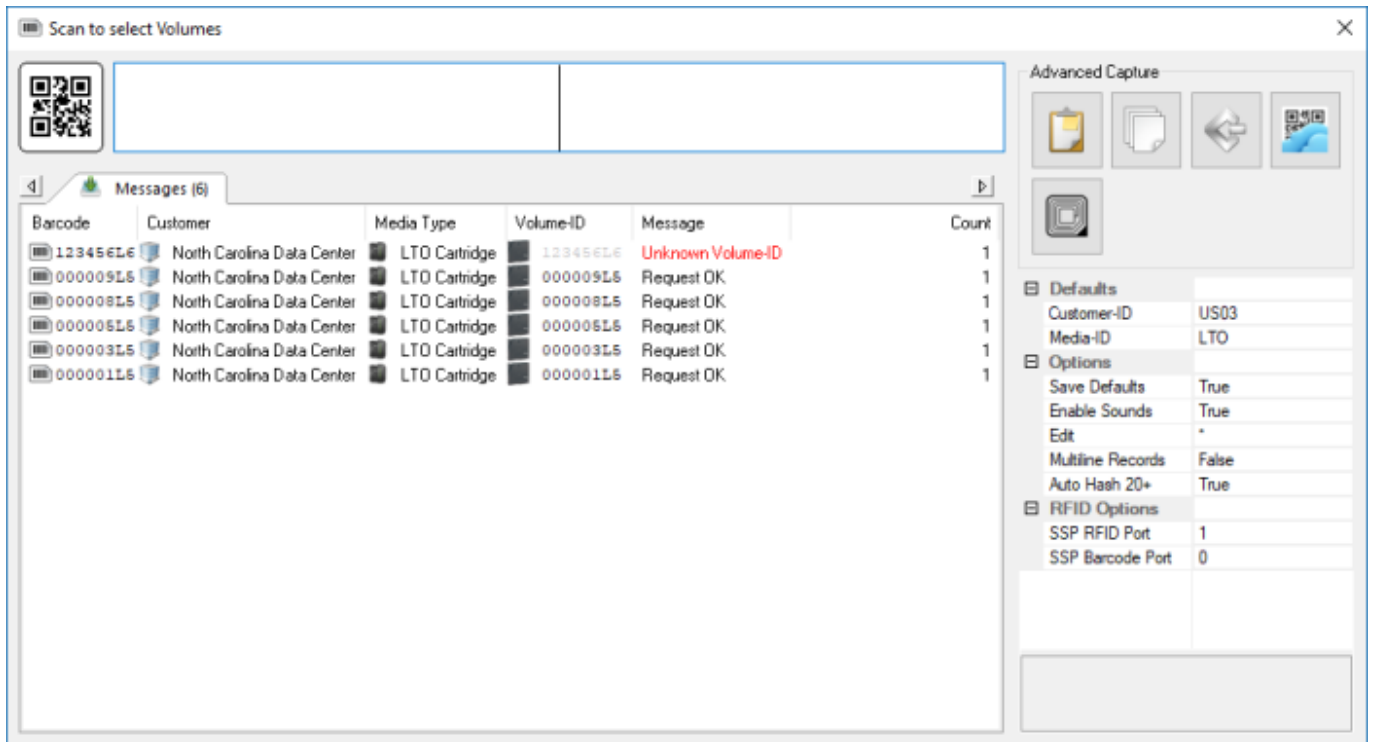 Scan to select Volumes
Advanced Capture
Messages (6)
Barcode Customer Media Type Volume-ID Message Count
123456L6 North Carolina Data Center LTO Cartridge 123456L6 Unknown Volume-ID 1
000009L5 North Carolina Data Center LTO Cartridge 000009L5 Request OK 1
000008L5 North Carolina Data Center LTO Cartridge 000008L5 Request OK 1
000005L5 North Carolina Data Center LTO Cartridge 000005L5 Request OK 1
000003L5 North Carolina Data Center LTO Cartridge 000003L5 Request OK 1
000001L5 North Carolina Data Center LTO Cartridge 000001L5 Request OK 1
Defaults
Customer-ID US03
Media-ID LTO
Options
Save Defaults True
Enable Sounds True
Edit *
Multiline Records False
Auto Hash 20+ True
RFID Options
SSP RFID Port 1
SSP Barcode Port 0